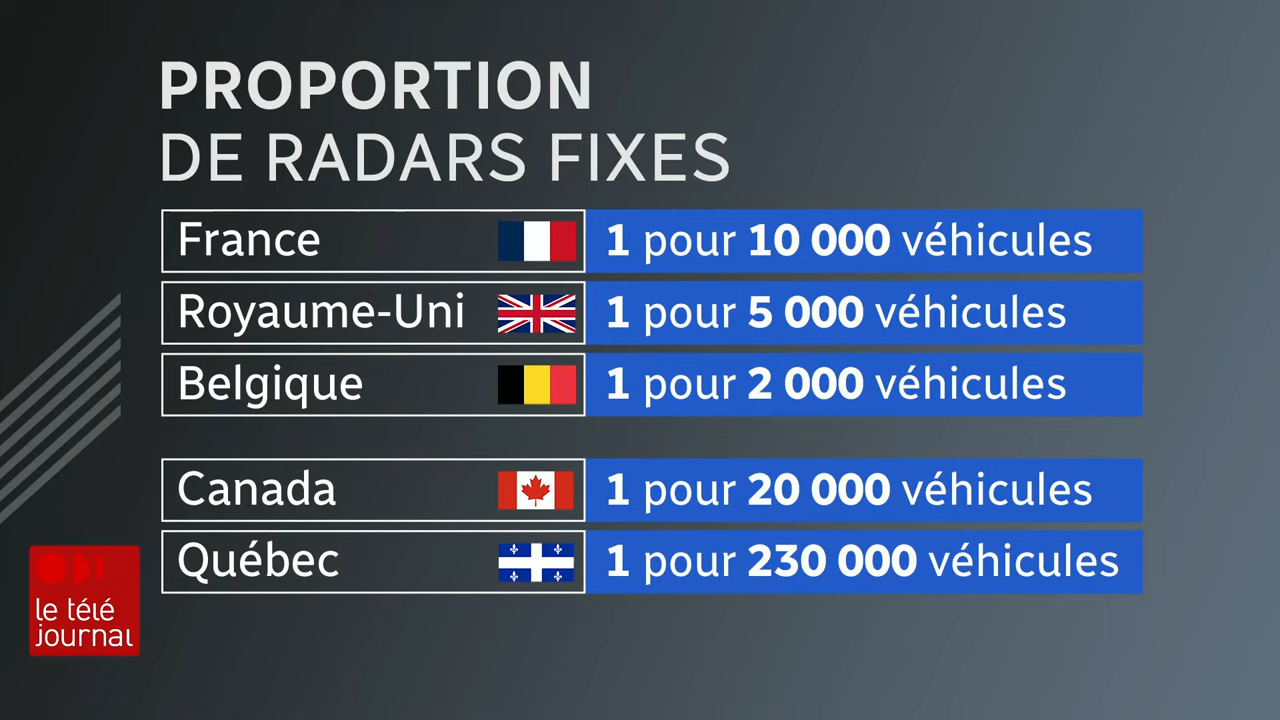 PROPORTION
DE RADARS FIXES
France 1 pour 10 000 véhicules
Royaume-Uni 1 pour 5 000 véhicules
Belgique 1 pour 2 000 véhicules
Canada 1 pour 20 000 véhicules
Québec 1 pour 230 000 véhicules
le télé
journal